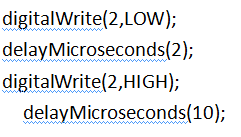 digitalWrite(2,LOW);
delayMicroseconds(2);
digitalWrite(2,HIGH);
delayMicroseconds(10);